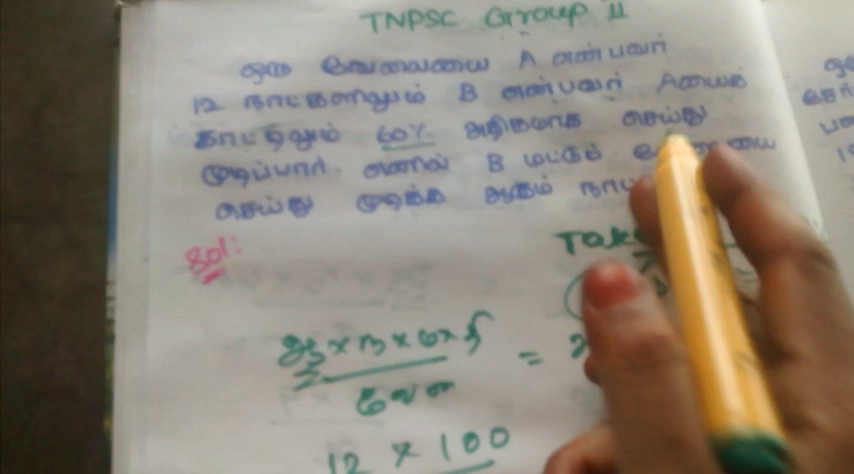 TNPSC Group II
ஒரு வேலையை A என்பவர்
12 நாட்களிலும் B என்பவர் Aயைக்
காட்டிலும் 60% அதிகமாக செய்து
முடிப்பார். எனில் B மட்டும்
செய்து முடிக்க ஆகும்
Sol:
ஆ × நா × ம × தி
=
வேலை
12 × 100